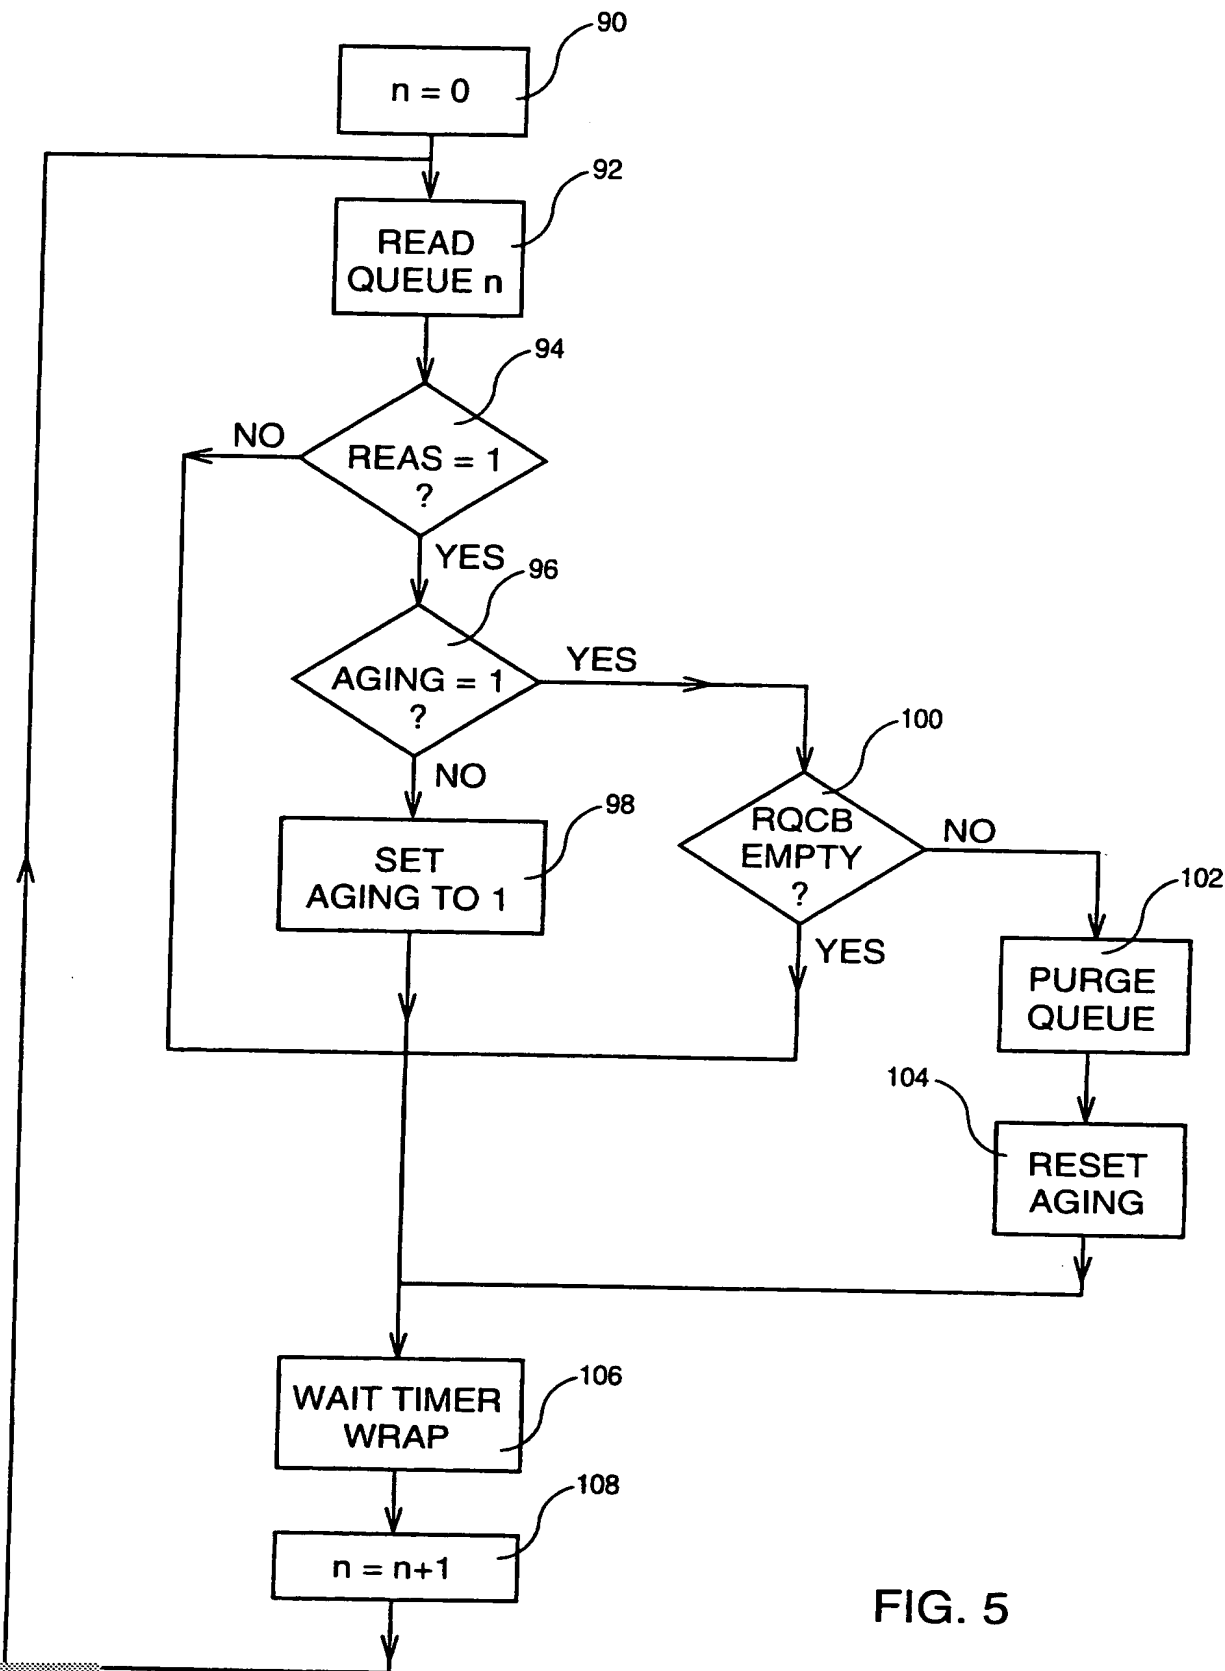 90
n = 0
92
READ
QUEUE n
94
NO
REAS = 1
?
YES
96
AGING = 1
?
YES
100
NO
RQCB
EMPTY
?
NO
98
SET
AGING TO 1
102
YES
PURGE
QUEUE
104
RESET
AGING
106
WAIT TIMER
WRAP
108
n = n+1
FIG. 5